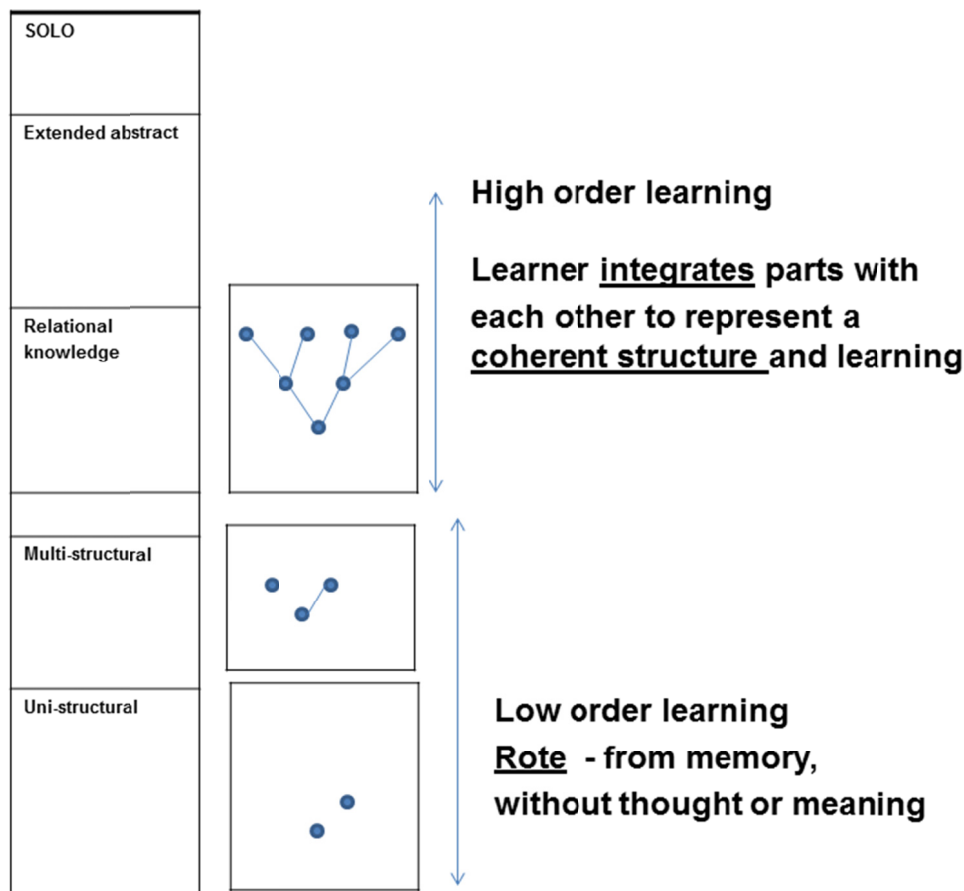 SOLO
Extended abstract
High order learning
Learner integrates parts with
each other to represent a
coherent structure and learning
Relational
knowledge
Multi-structural
Uni-structural
Low order learning
Rote - from memory,
without thought or meaning